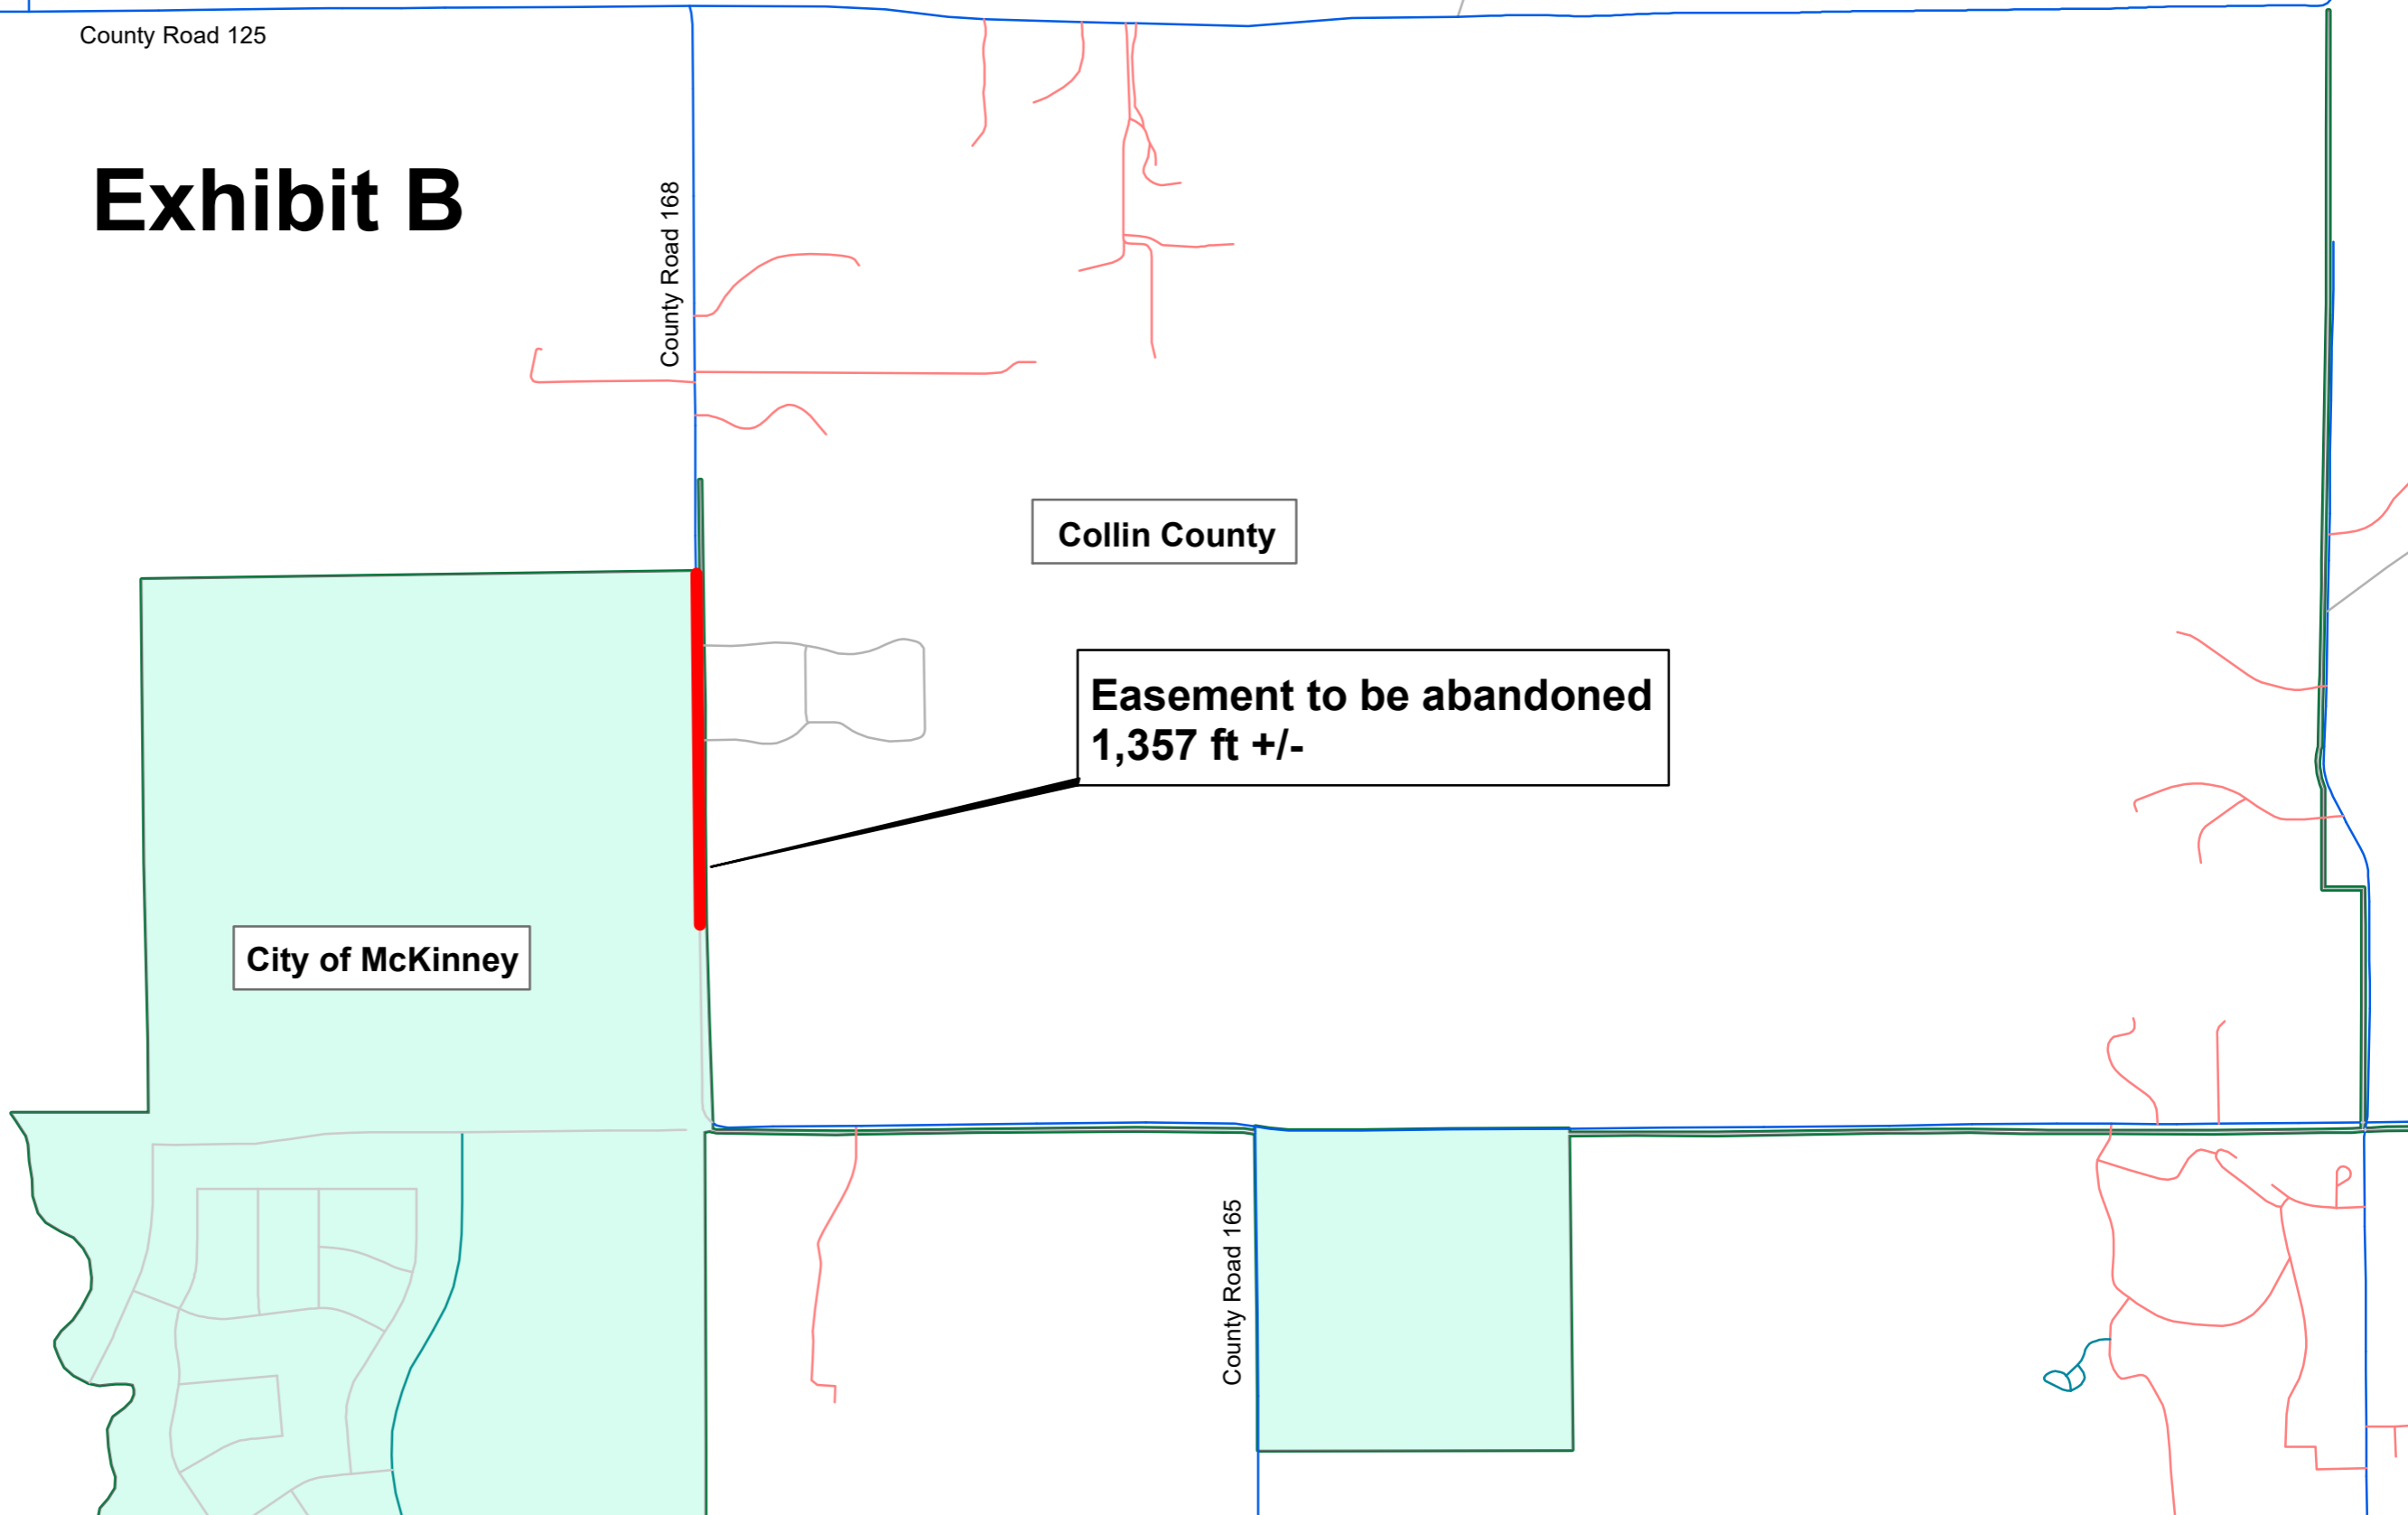 County Road 125
Exhibit B
County Road 168
Collin County
Easement to be abandoned
1,357 ft +/-
City of McKinney
County Road 165